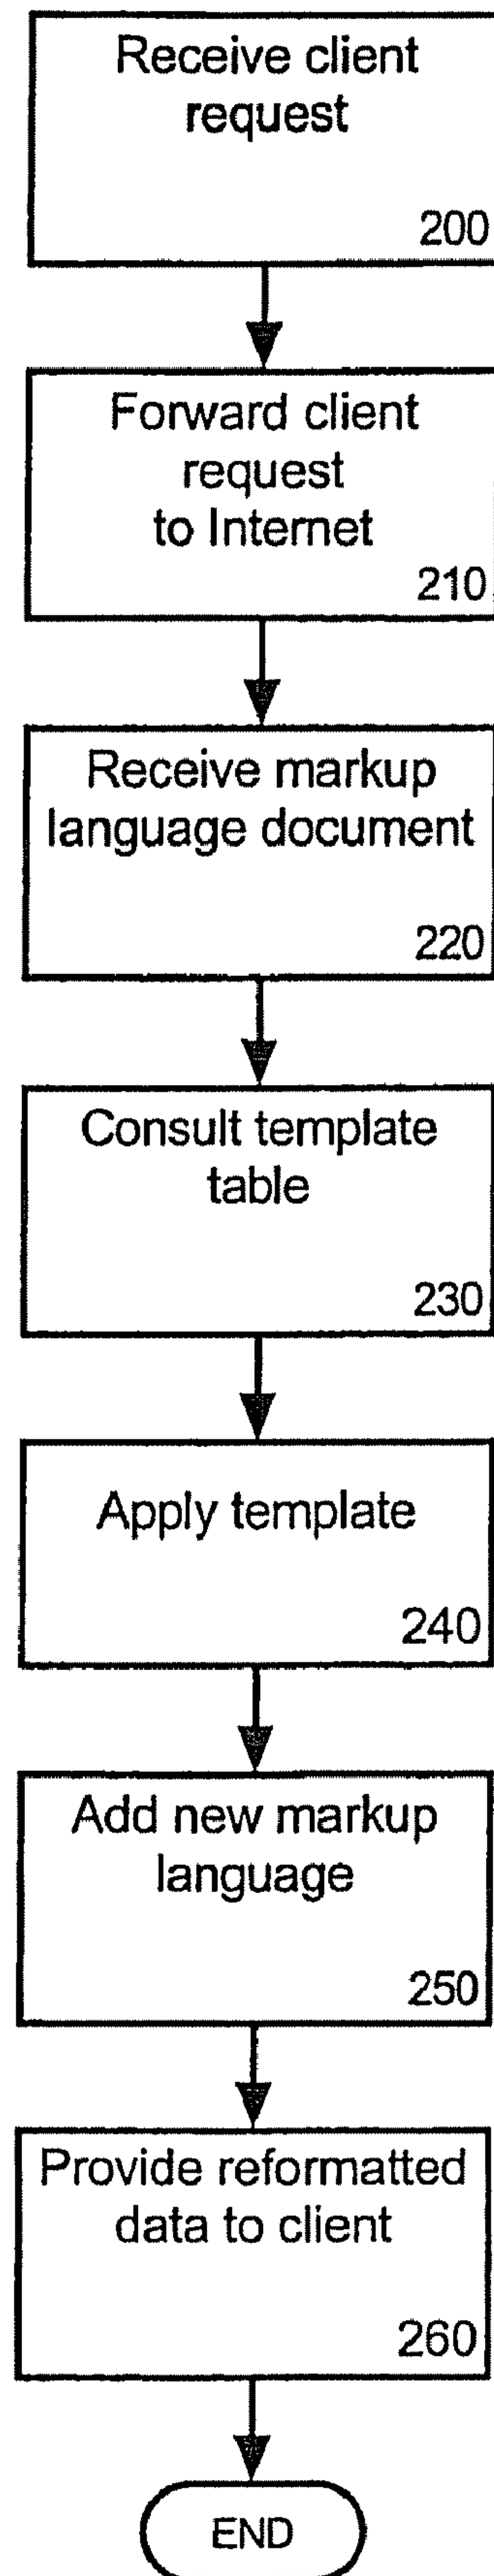 Receive client
request
200
Forward client
request
to Internet
210
Receive markup
language document
220
Consult template
table
230
Apply template
240
Add new markup
language
250
Provide reformatted
data to client
260
END